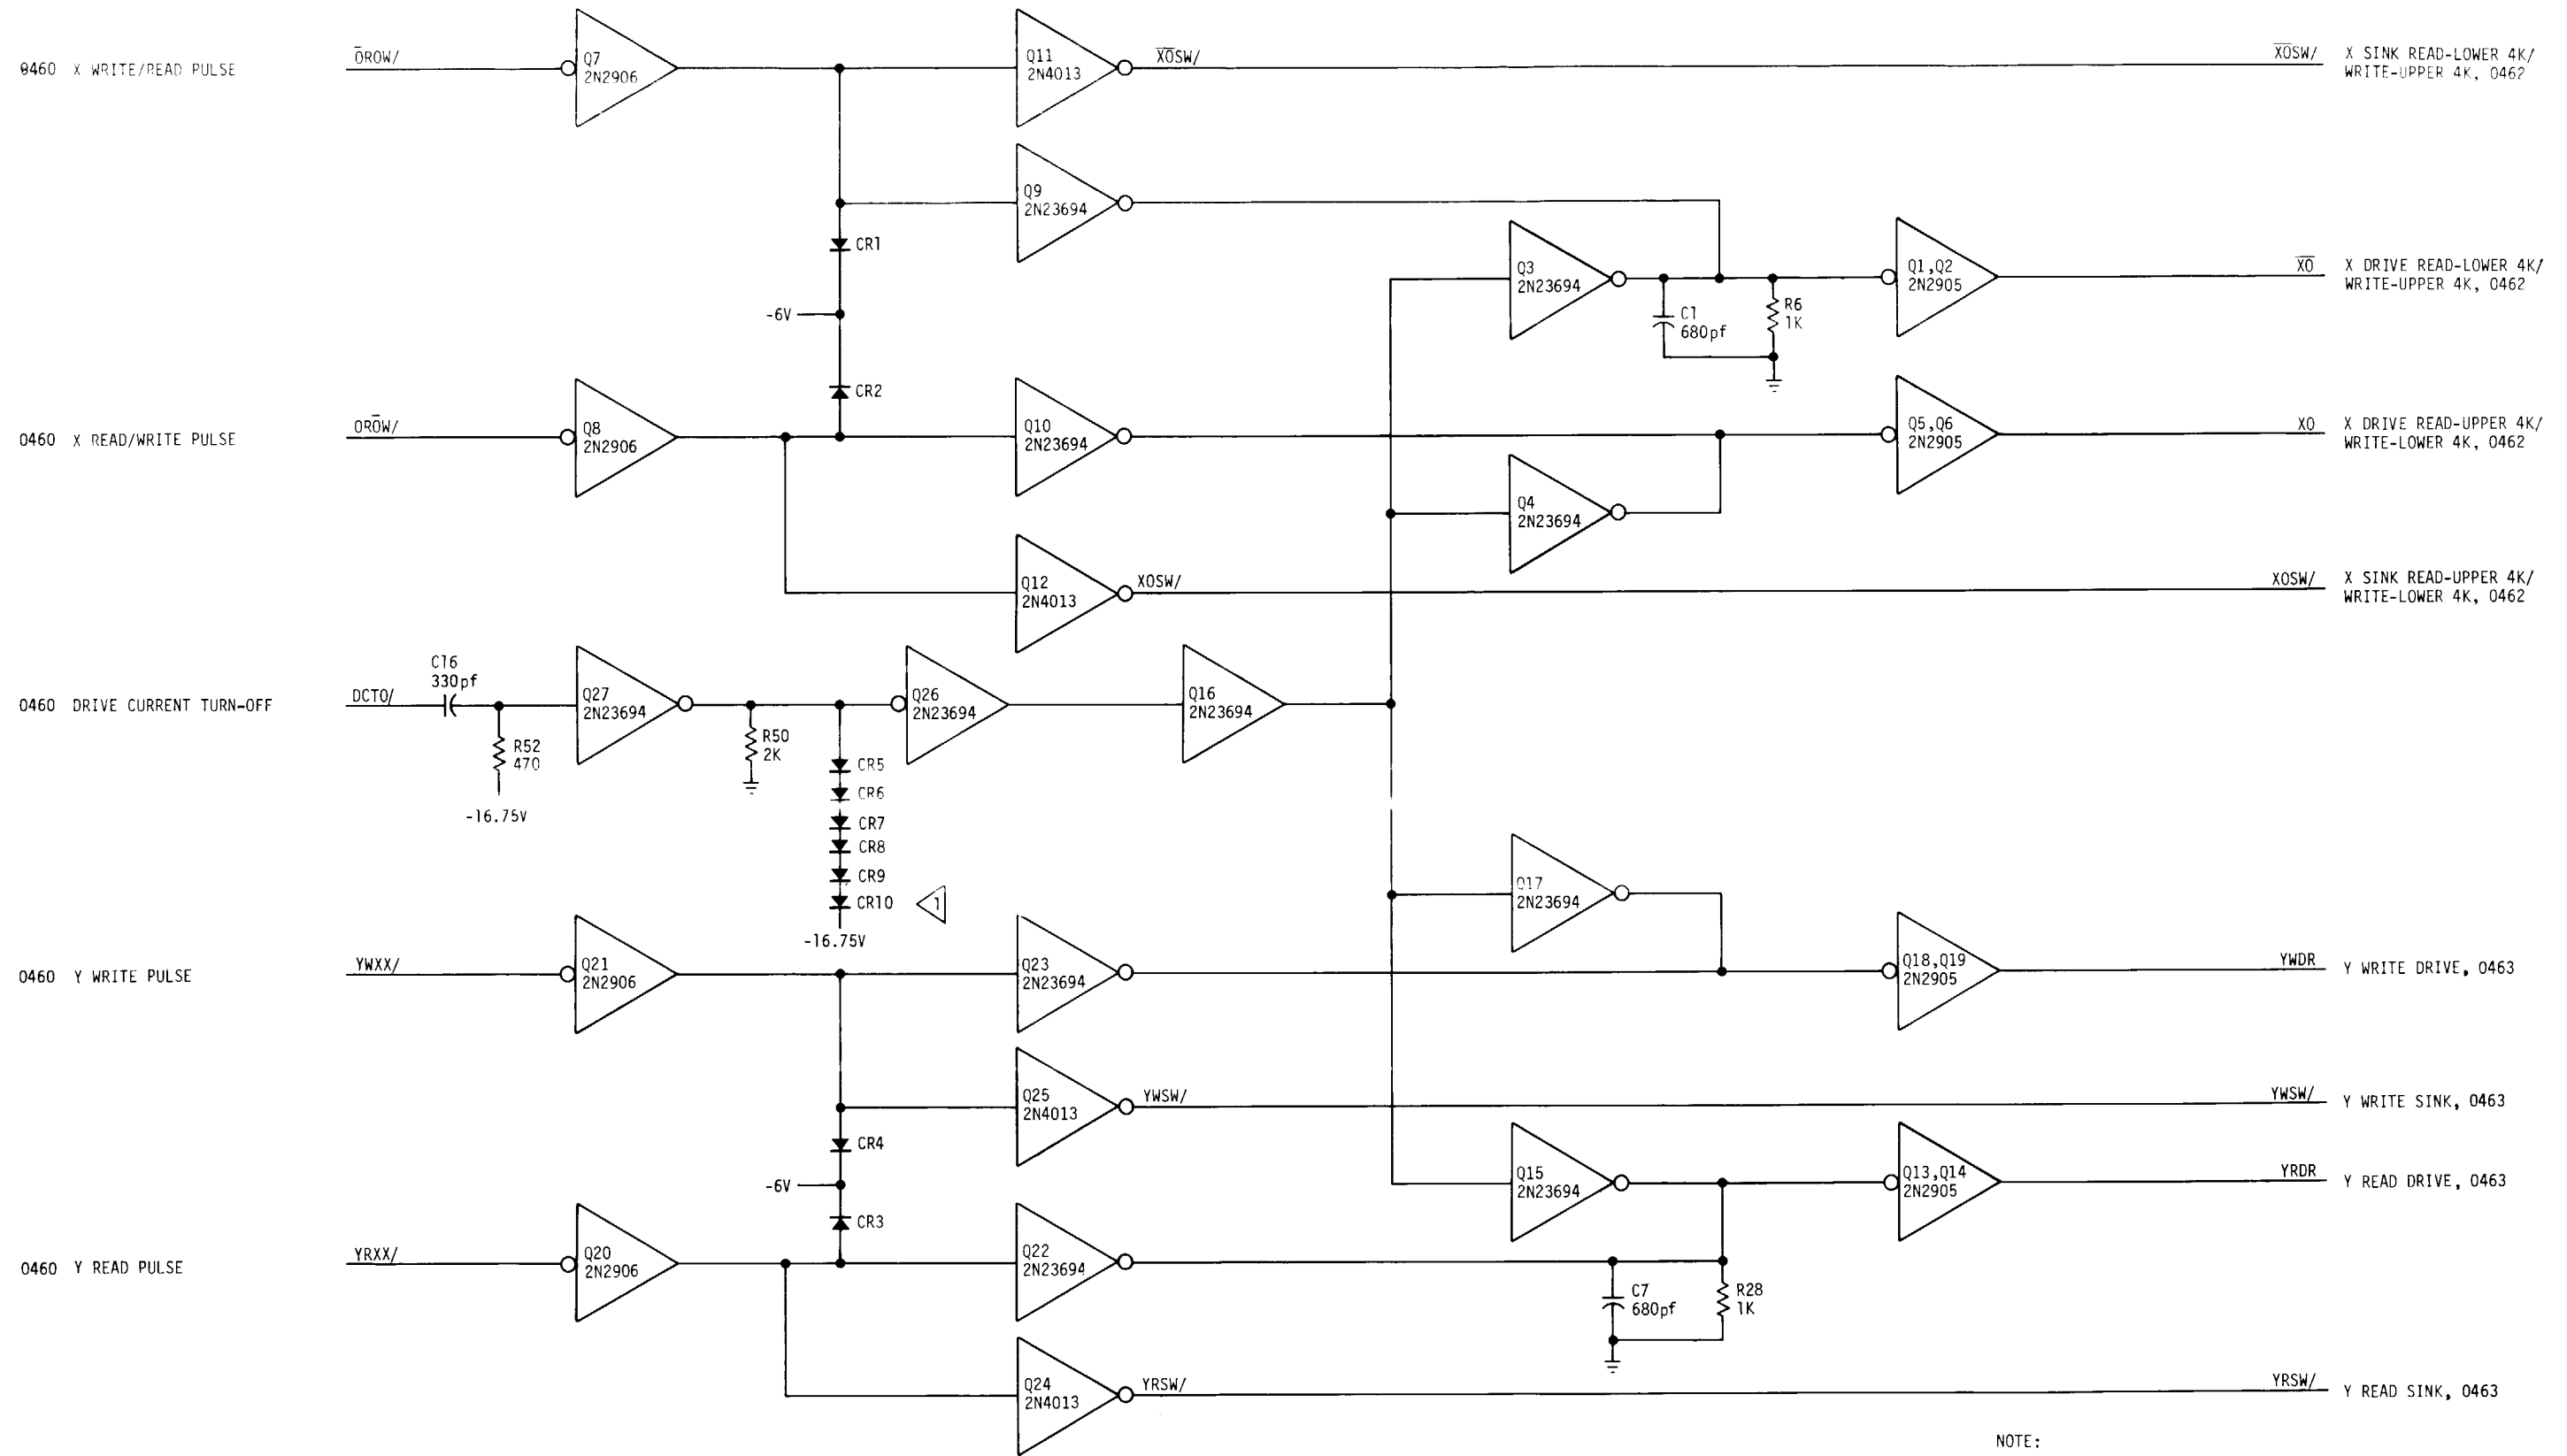 0460 X WRITE/READ PULSE
O̅ROW/
Q7
2N2906
Q11
2N4013
X̅O̅SW/
X̅O̅SW/
X SINK READ-LOWER 4K/
WRITE-UPPER 4K, 0462
Q9
2N23694
CR1
-6V
CR2
Q3
2N23694
C1
680pf
R6
1K
Q1,Q2
2N2905
X̅O̅
X DRIVE READ-LOWER 4K/
WRITE-UPPER 4K, 0462
0460 X READ/WRITE PULSE
ORO̅W/
Q8
2N2906
Q10
2N23694
Q5,Q6
2N2905
XO
X DRIVE READ-UPPER 4K/
WRITE-LOWER 4K, 0462
Q4
2N23694
Q12
2N4013
XOSW/
XOSW/
X SINK READ-UPPER 4K/
WRITE-LOWER 4K, 0462
0460 DRIVE CURRENT TURN-OFF
DCTO/
C16
330pf
R52
470
-16.75V
Q27
2N23694
R50
2K
Q26
2N23694
Q16
2N23694
CR5
CR6
CR7
CR8
CR9
CR10
1
-16.75V
Q17
2N23694
0460 Y WRITE PULSE
YWXX/
Q21
2N2906
Q23
2N23694
Q18,Q19
2N2905
YWDR
Y WRITE DRIVE, 0463
Q25
2N4013
YWSW/
YWSW/
Y WRITE SINK, 0463
CR4
-6V
CR3
Q15
2N23694
Q13,Q14
2N2905
YRDR
Y READ DRIVE, 0463
0460 Y READ PULSE
YRXX/
Q20
2N2906
Q22
2N23694
C7
680pf
R28
1K
Q24
2N4013
YRSW/
YRSW/
Y READ SINK, 0463
NOTE: